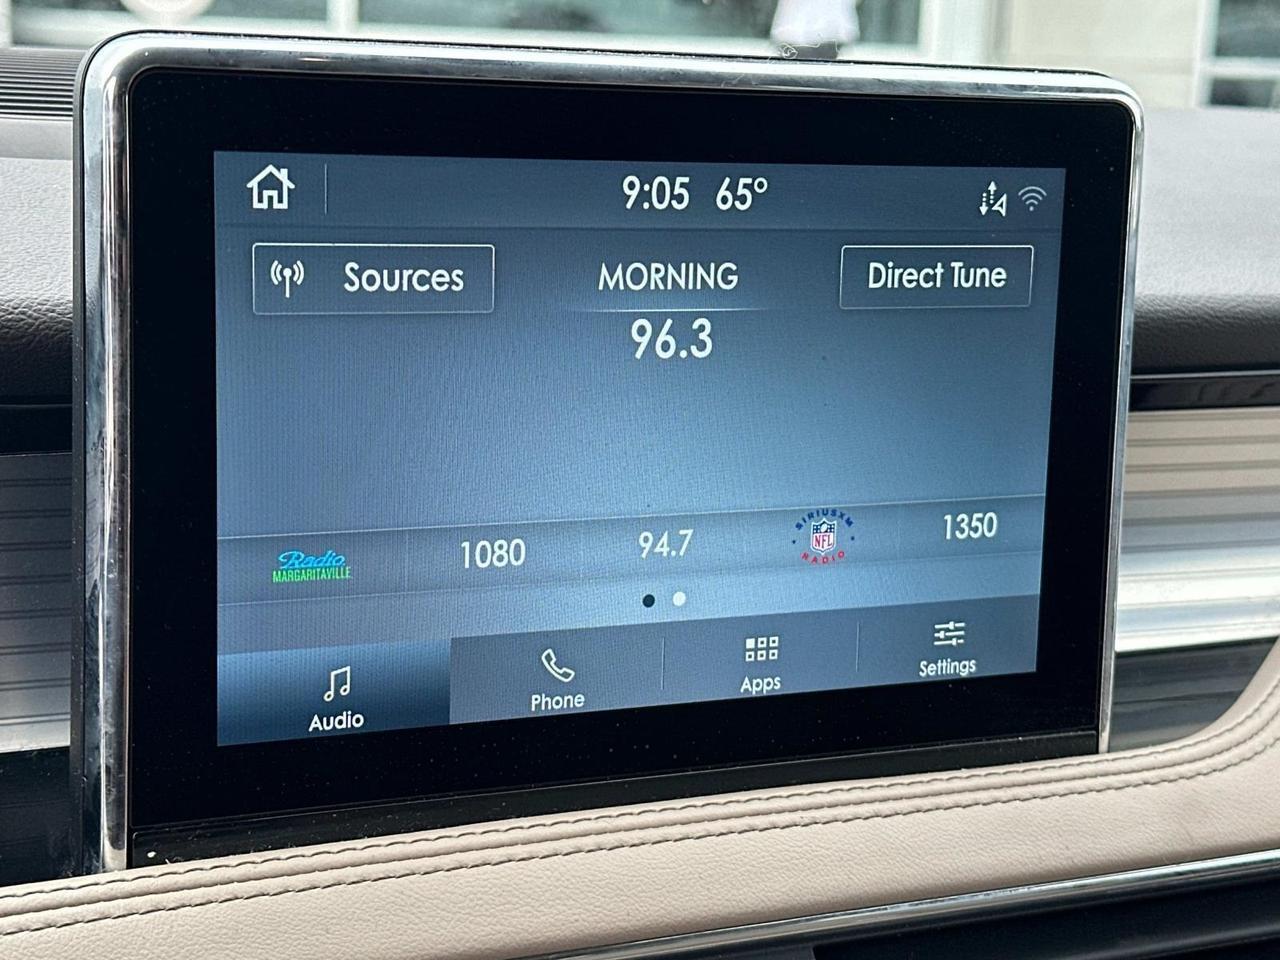 9:05 65°
Sources
MORNING
Direct Tune
96.3
Radio
MARGARITAVILLE
1080
94.7
SIRIUSXM
NFL
RADIO
1350
Audio
Phone
Apps
Settings